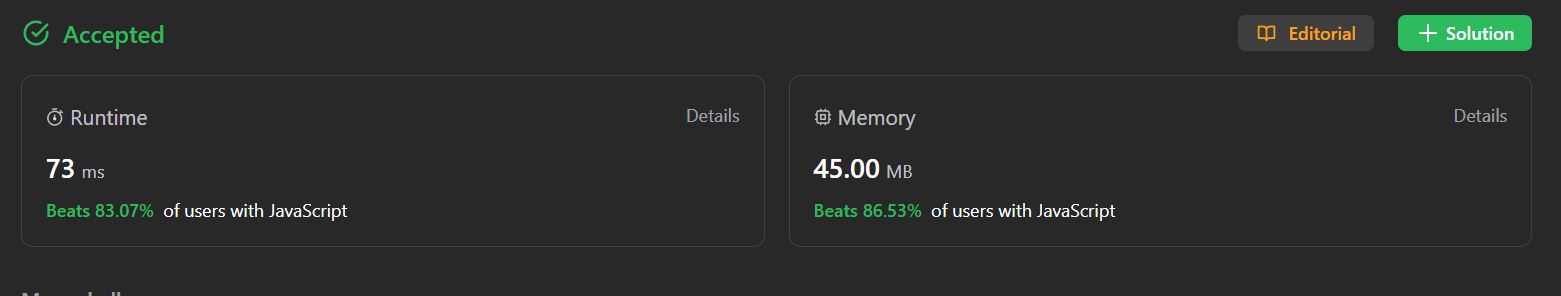 Accepted
Editorial
Solution
Runtime
Details
73 ms
Beats 83.07% of users with JavaScript
Memory
Details
45.00 MB
Beats 86.53% of users with JavaScript